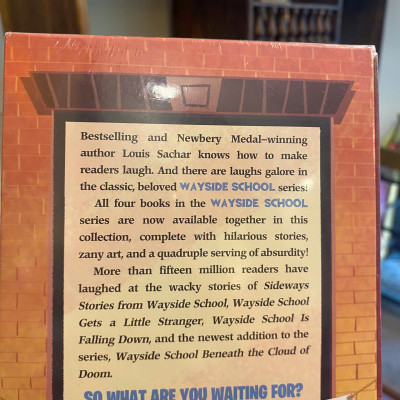 Bestselling and Newbery Medal–winning
author Louis Sachar knows how to make
readers laugh. And there are laughs galore in
the classic, beloved WAYSIDE SCHOOL series!
All four books in the WAYSIDE SCHOOL
series are now available together in this
collection, complete with hilarious stories,
zany art, and a quadruple serving of absurdity!
More than fifteen million readers have
laughed at the wacky stories of Sideways
Stories from Wayside School, Wayside School
Gets a Little Stranger, Wayside School Is
Falling Down, and the newest addition to the
series, Wayside School Beneath the Cloud of
Doom.
SO WHAT ARE YOU WAITING FOR?